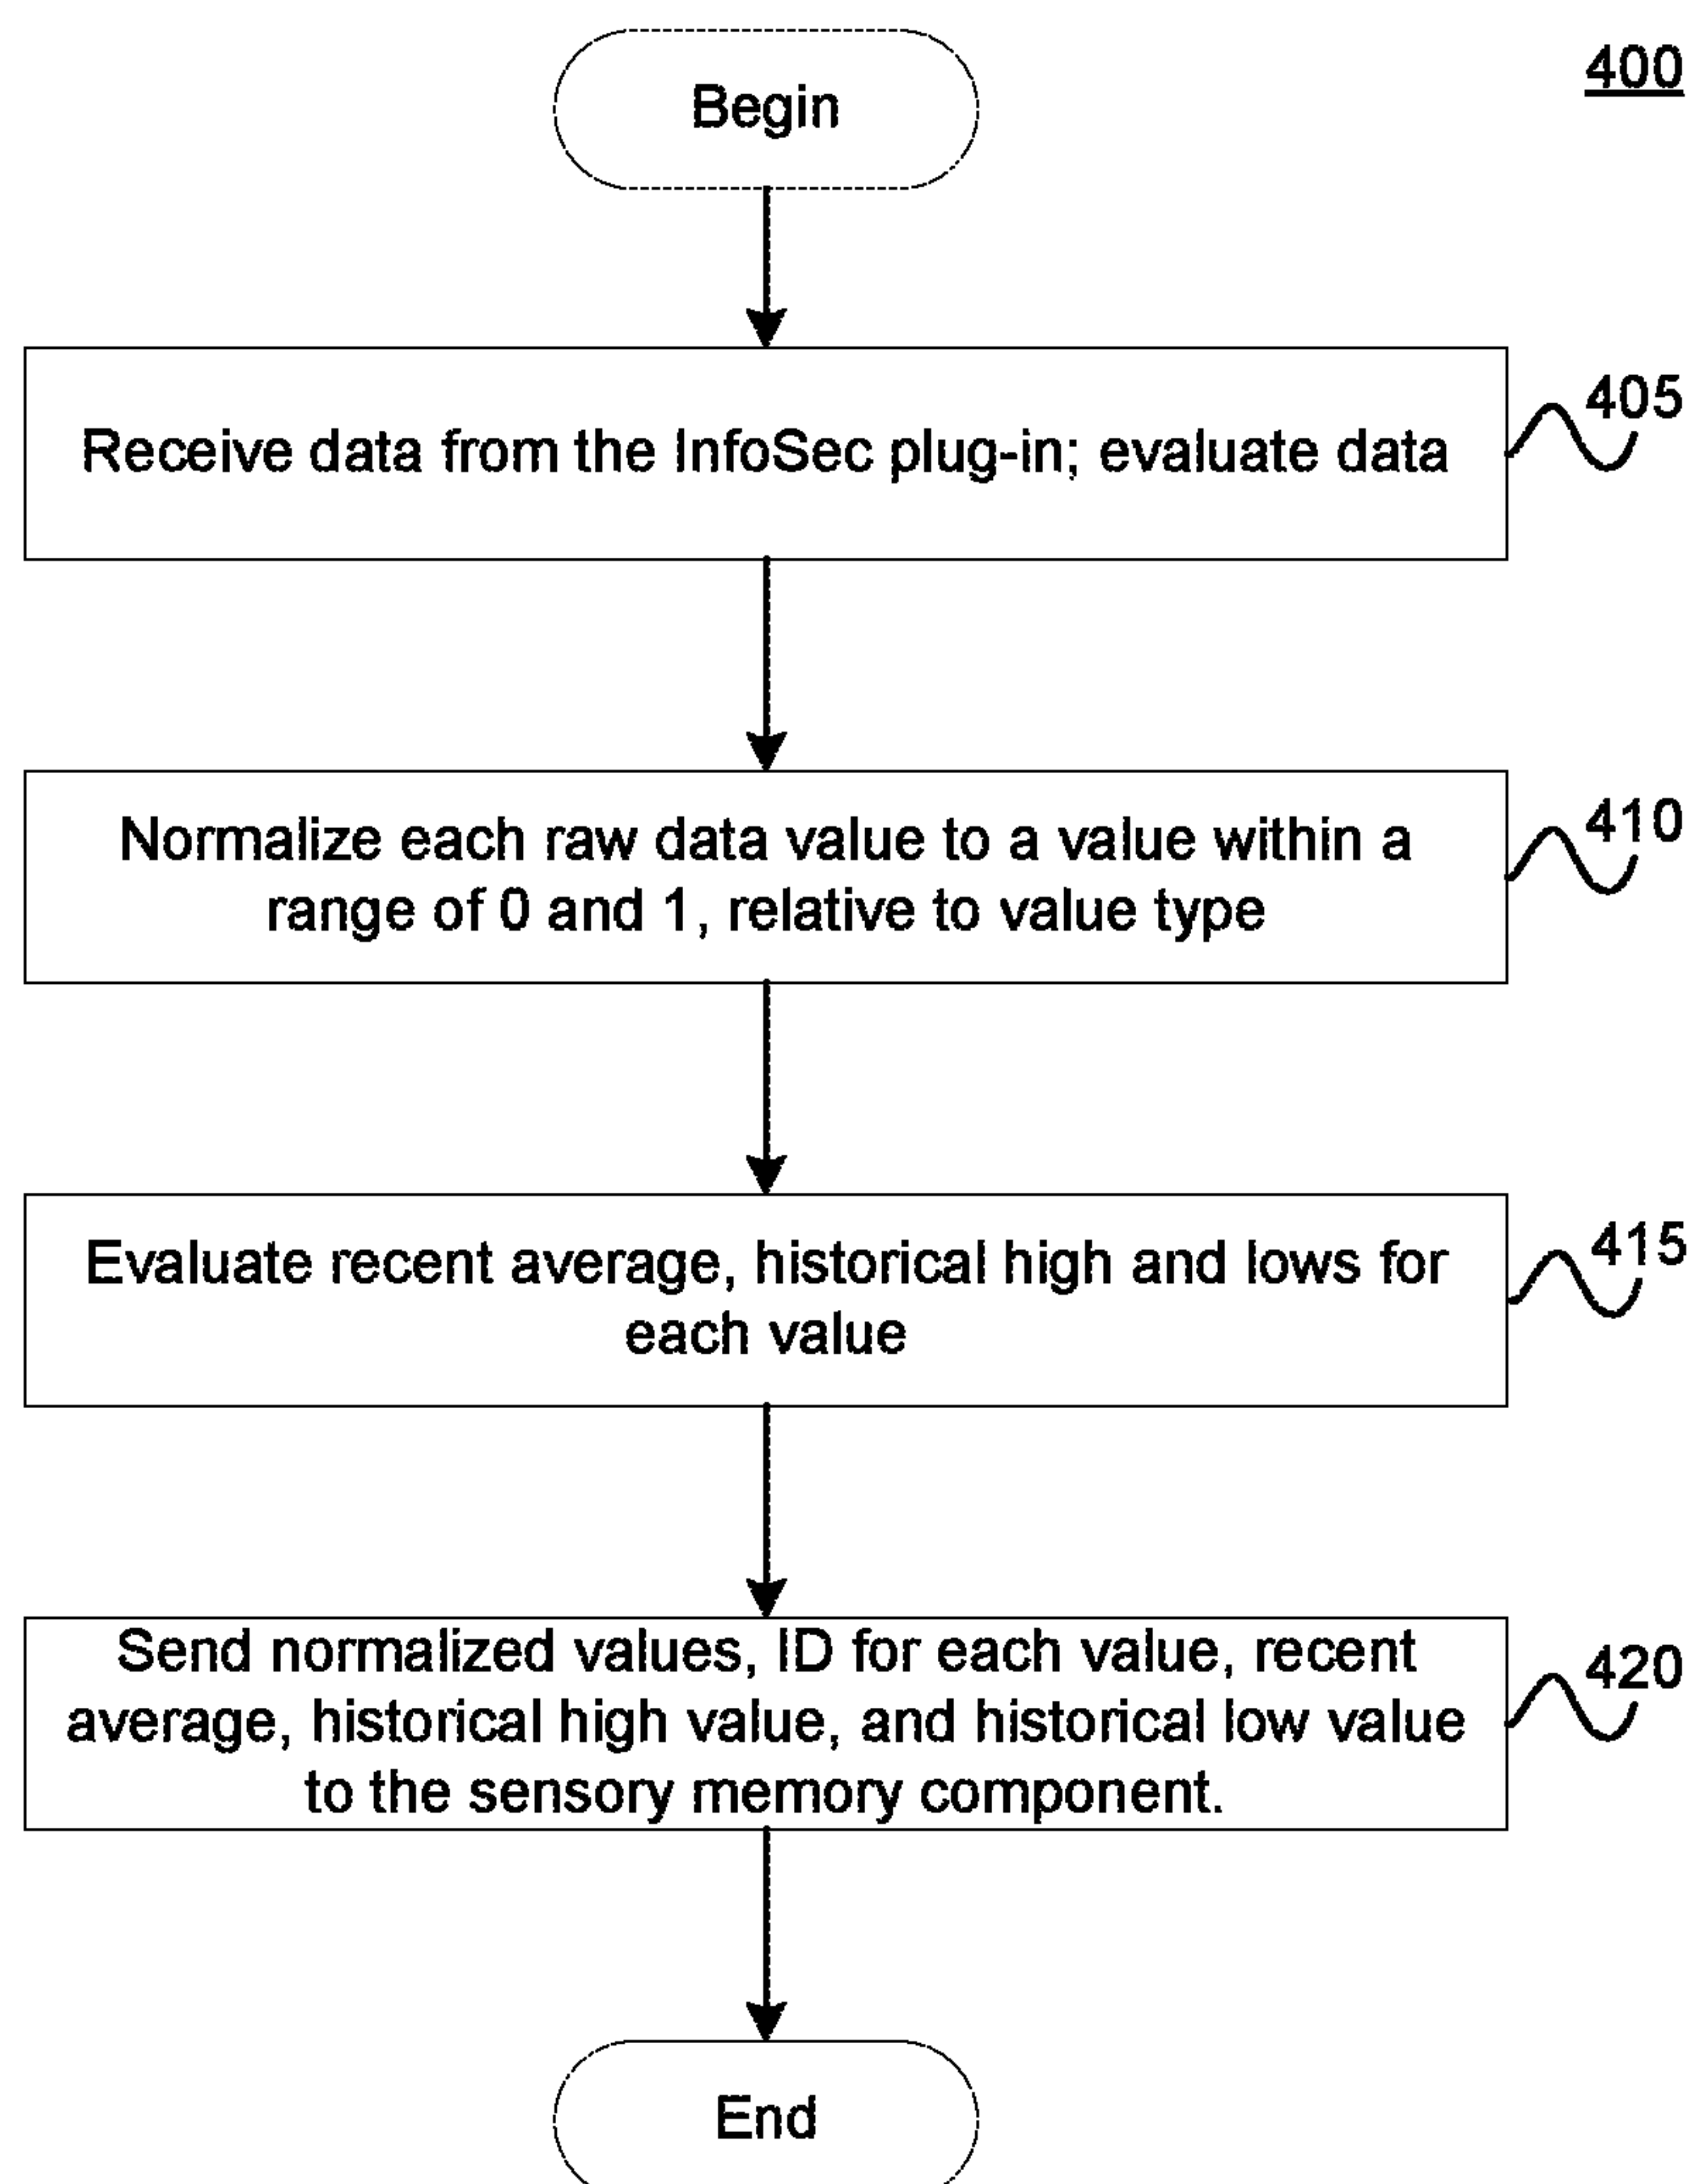 Begin
400
Receive data from the InfoSec plug-in; evaluate data
405
Normalize each raw data value to a value within a
range of 0 and 1, relative to value type
410
Evaluate recent average, historical high and lows for
each value
415
Send normalized values, ID for each value, recent
average, historical high value, and historical low value
to the sensory memory component.
420
End